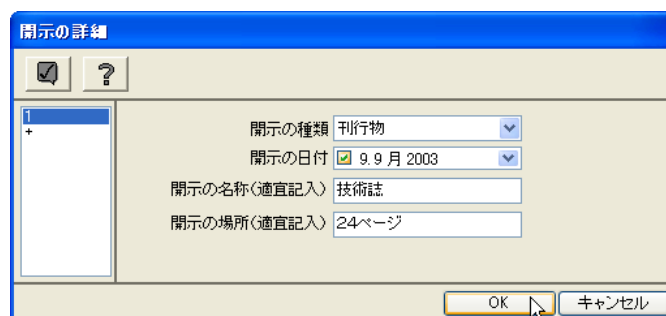 開示の詳細
?
1
+
開示の種類 刊行物
開示の日付 9. 9 月 2003
開示の名称(適宜記入) 技術誌
開示の場所(適宜記入) 24ページ
OK キャンセル